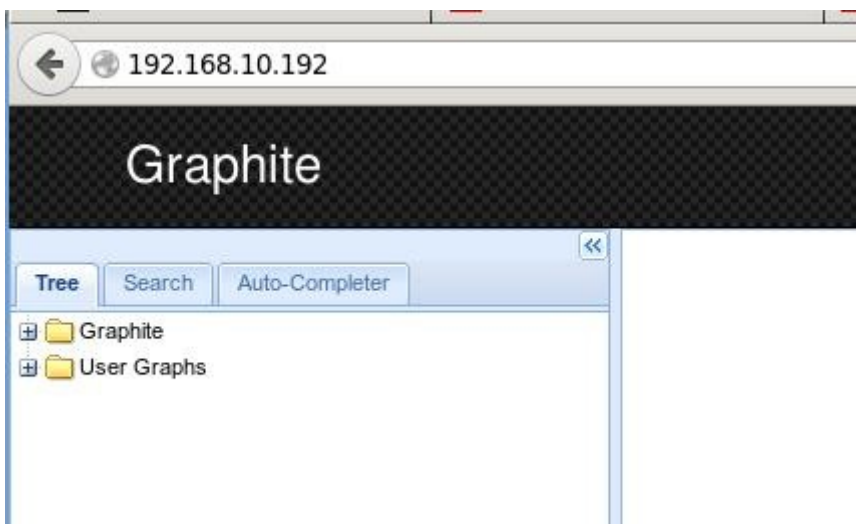 192.168.10.192
Graphite
Tree Search Auto-Completer
Graphite
User Graphs